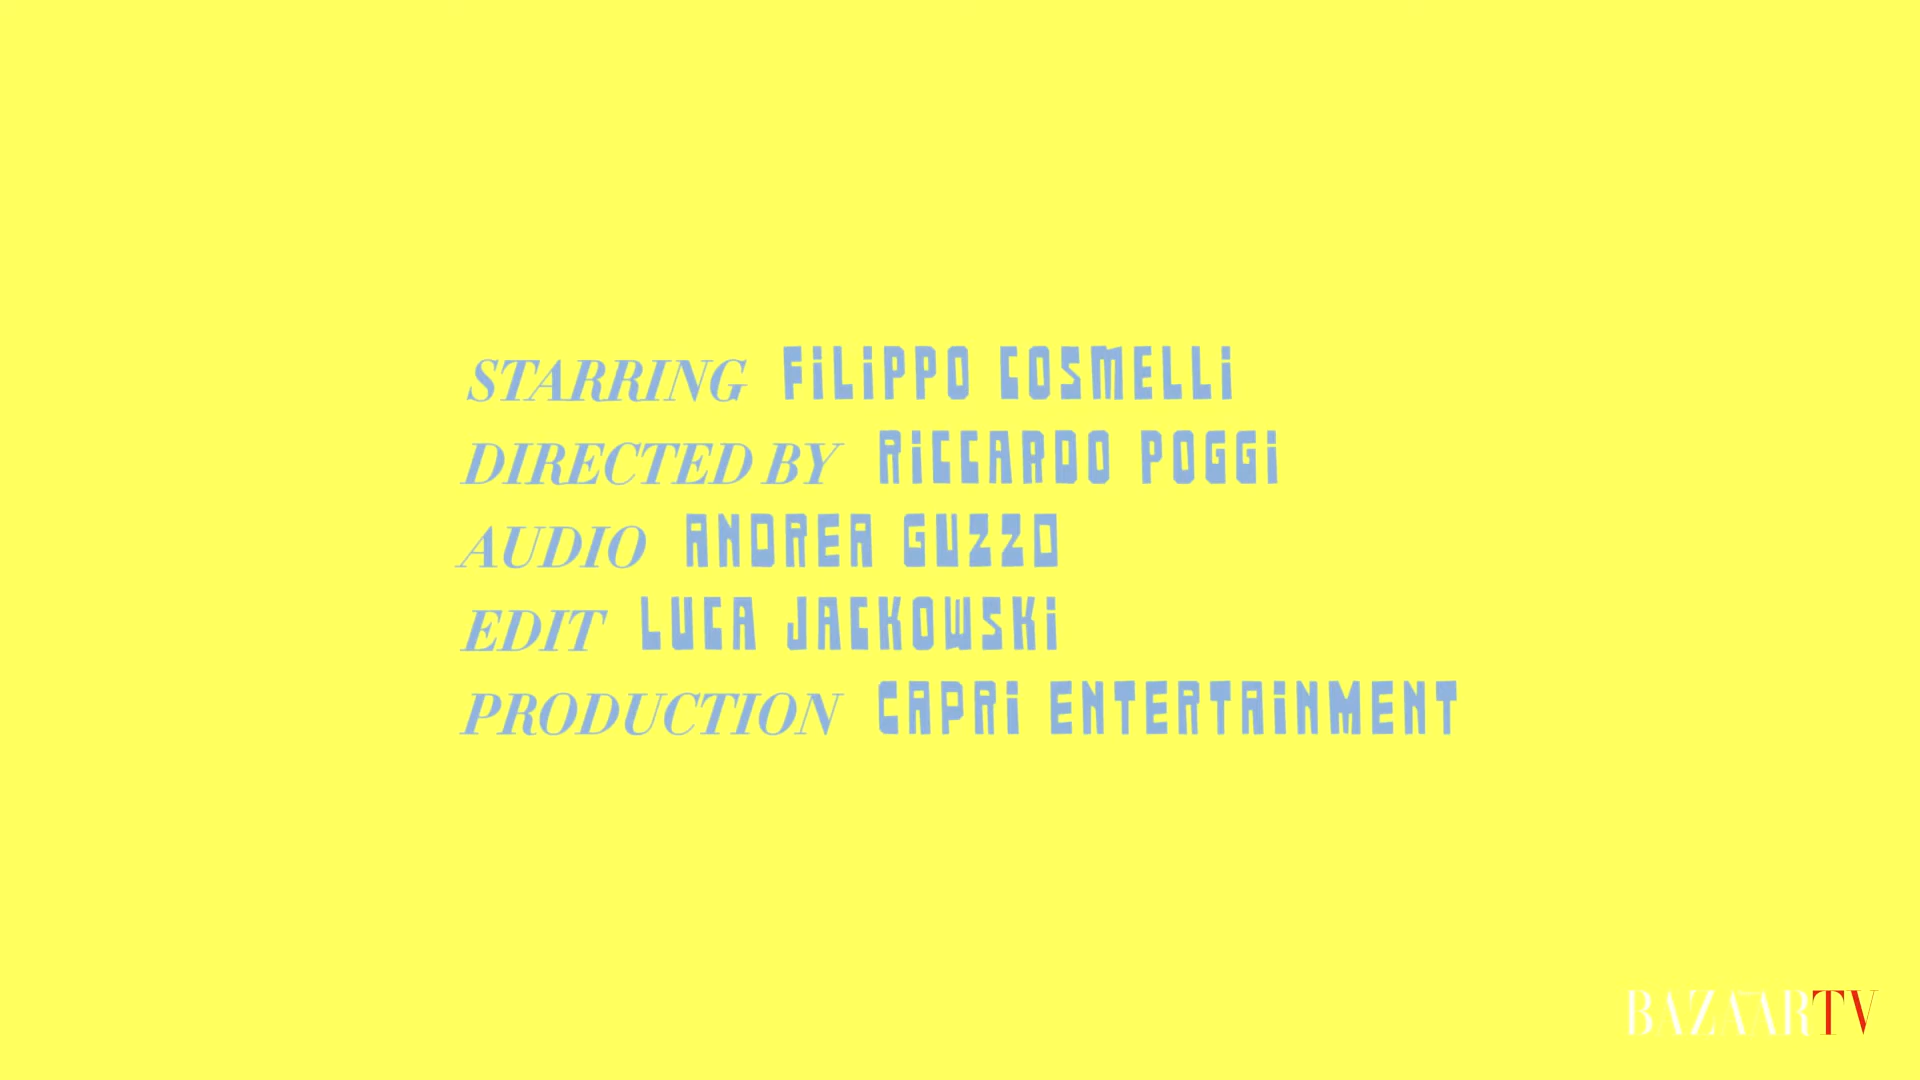 STARRING FiLiPPO COSMELLi
DIRECTED BY RiCCARDO POGGi
AUDIO ANDREA GUZZO
EDIT LUCA JACKOWSKi
PRODUCTION CAPRi ENTERTAiNMENT
BAZAARTV